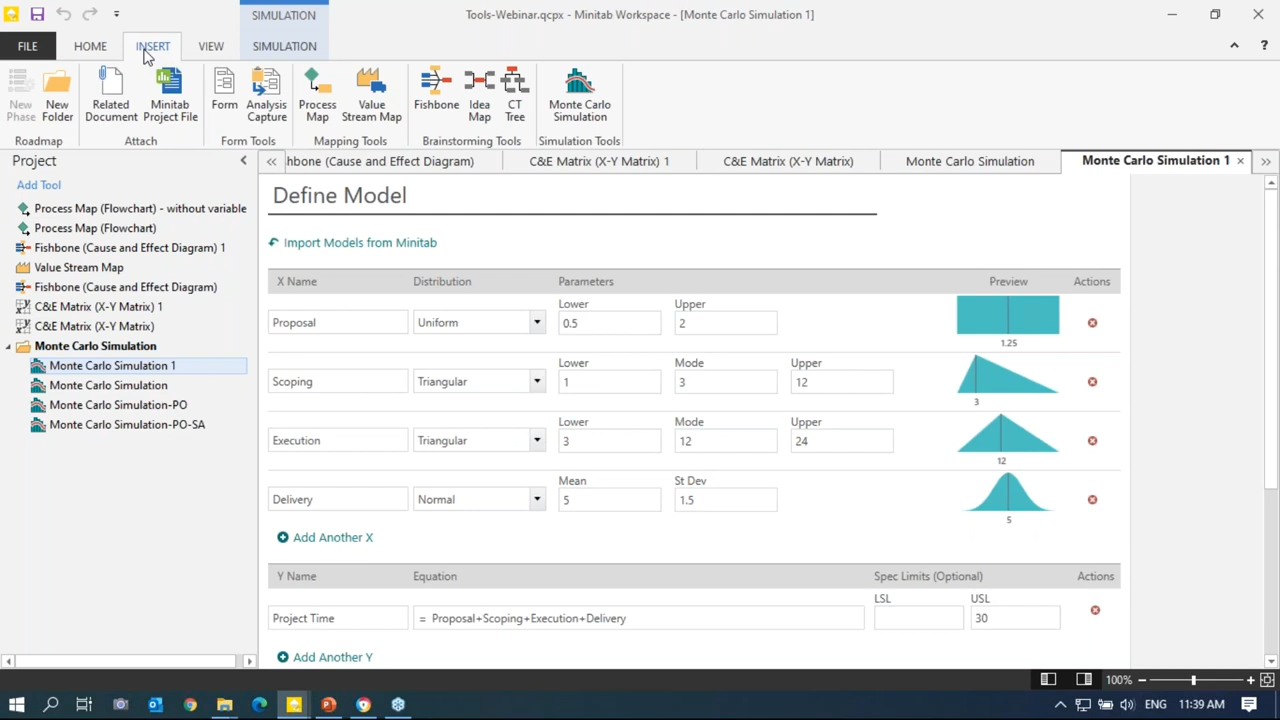 SIMULATION
Tools-Webinar.qcpx - Minitab Workspace - [Monte Carlo Simulation 1]
FILE HOME INSERT VIEW SIMULATION
New Phase
New Folder
Related Document
Minitab Project File
Form
Analysis Capture
Process Map
Value Stream Map
Fishbone
Idea Map
CT Tree
Monte Carlo Simulation
Roadmap Attach Form Tools Mapping Tools Brainstorming Tools Simulation Tools
Project
Add Tool
Process Map (Flowchart) - without variable
Process Map (Flowchart)
Fishbone (Cause and Effect Diagram) 1
Value Stream Map
Fishbone (Cause and Effect Diagram)
C&E Matrix (X-Y Matrix) 1
C&E Matrix (X-Y Matrix)
Monte Carlo Simulation
Monte Carlo Simulation 1
Monte Carlo Simulation
Monte Carlo Simulation-PO
Monte Carlo Simulation-PO-SA
hbone (Cause and Effect Diagram) C&E Matrix (X-Y Matrix) 1 C&E Matrix (X-Y Matrix) Monte Carlo Simulation Monte Carlo Simulation 1
Define Model
Import Models from Minitab
X Name Distribution Parameters Preview Actions
Lower Upper
Proposal Uniform 0.5 2
1.25
Lower Mode Upper
Scoping Triangular 1 3 12
3
Lower Mode Upper
Execution Triangular 3 12 24
12
Mean St Dev
Delivery Normal 5 1.5
5
Add Another X
Y Name Equation Spec Limits (Optional) Actions
LSL USL
Project Time = Proposal+Scoping+Execution+Delivery 30
Add Another Y
100%
ENG 11:39 AM